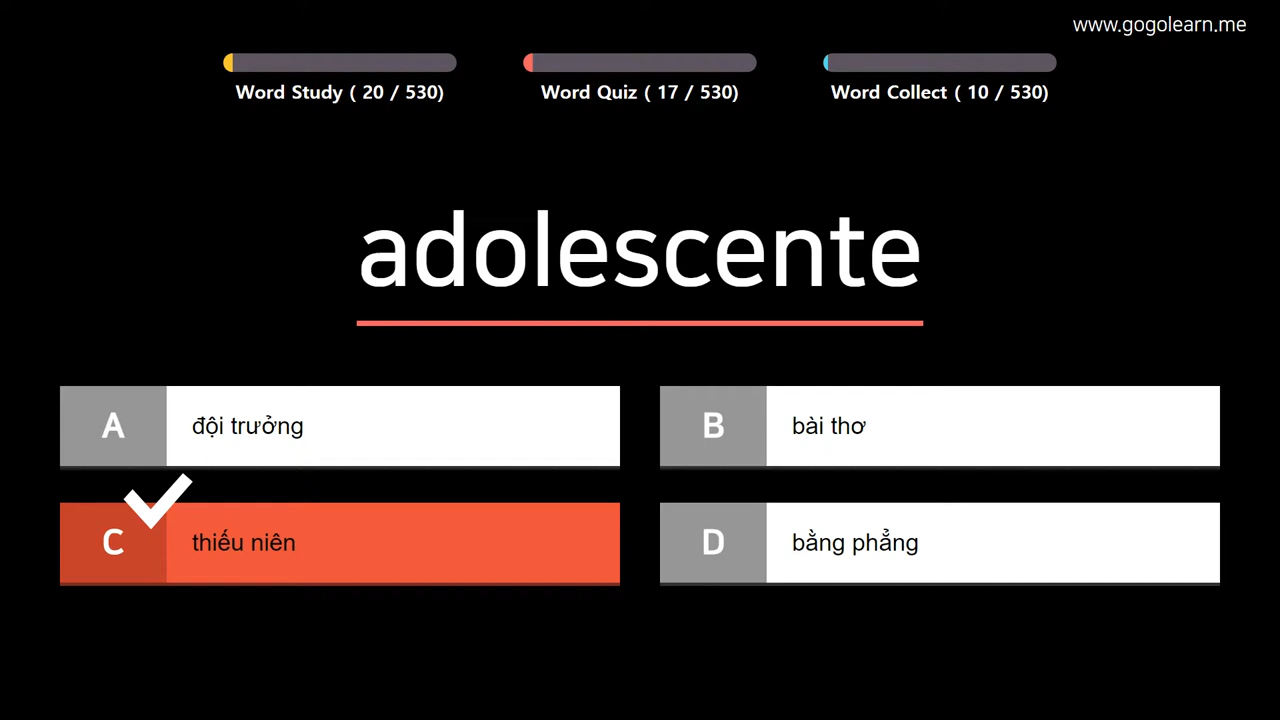 www.gogolearn.me
Word Study ( 20 / 530)
Word Quiz ( 17 / 530)
Word Collect ( 10 / 530)
adolescente
A đội trưởng
B bài thơ
C thiếu niên
D bằng phẳng